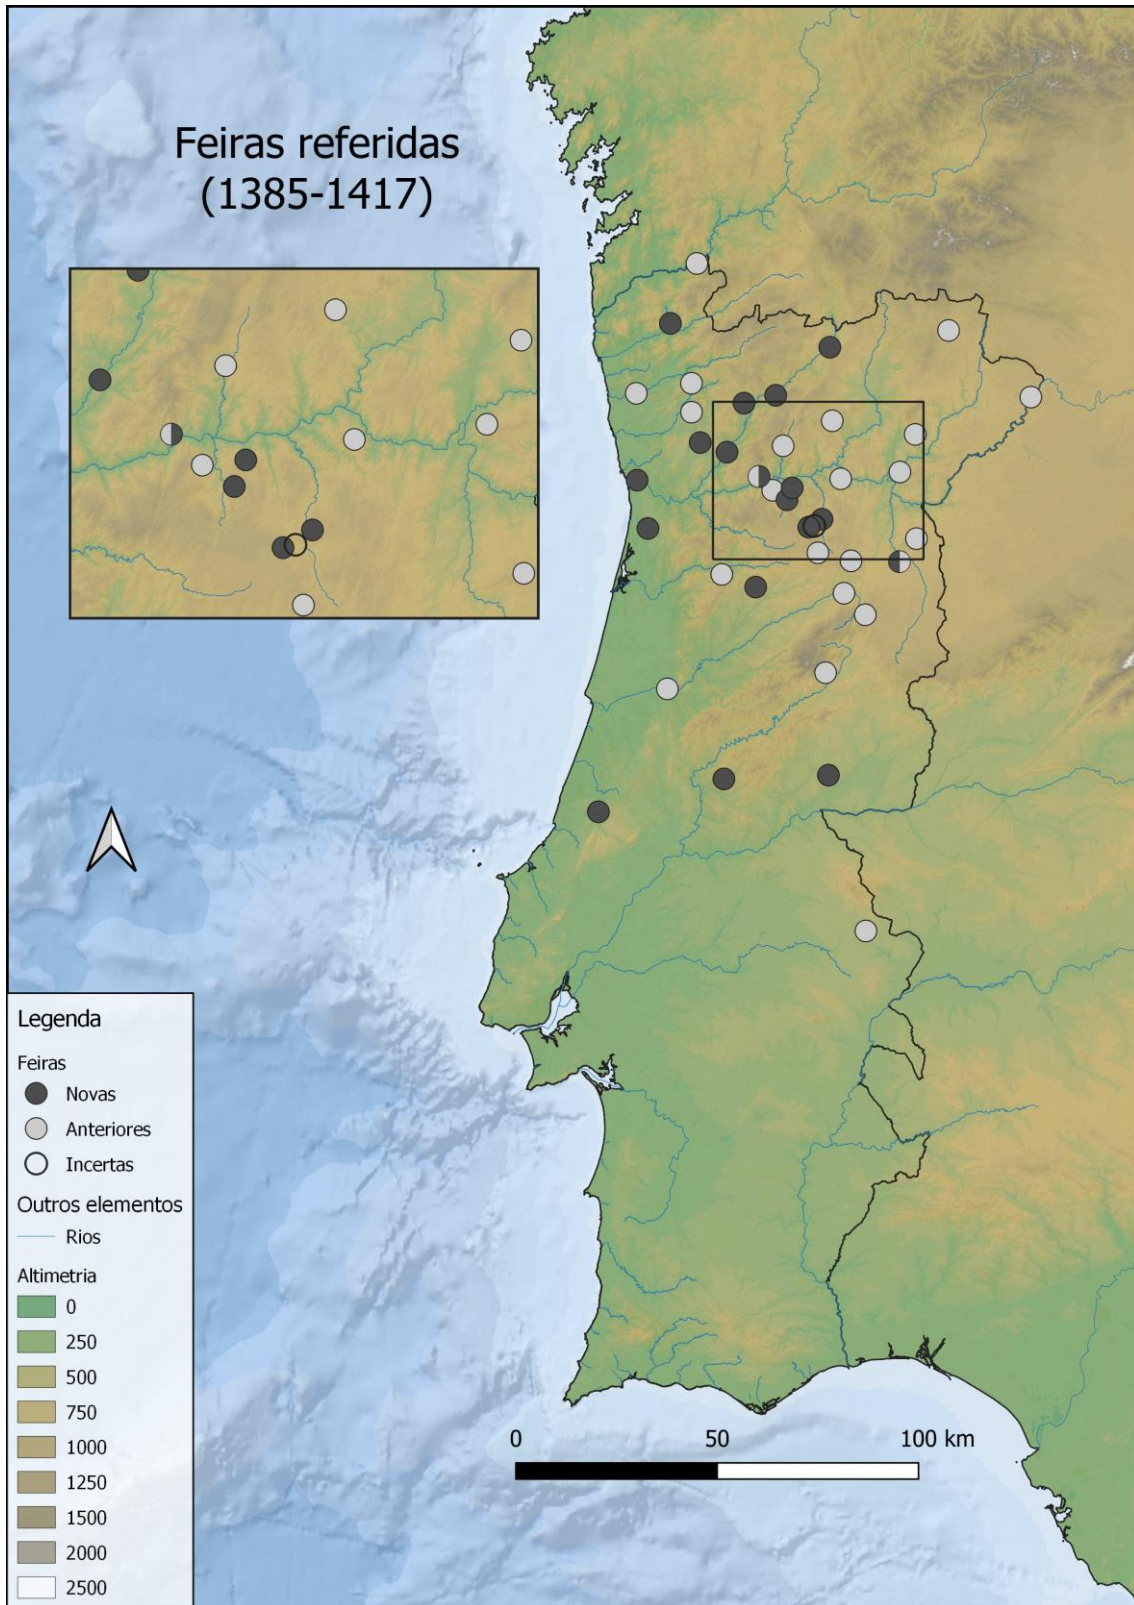 Feiras referidas
(1385-1417)
Legenda
Feiras
Novas
Anteriores
Incertas
Outros elementos
Rios
Altimetria
0
250
500
750
1000
1250
1500
2000
2500
0 50 100 km